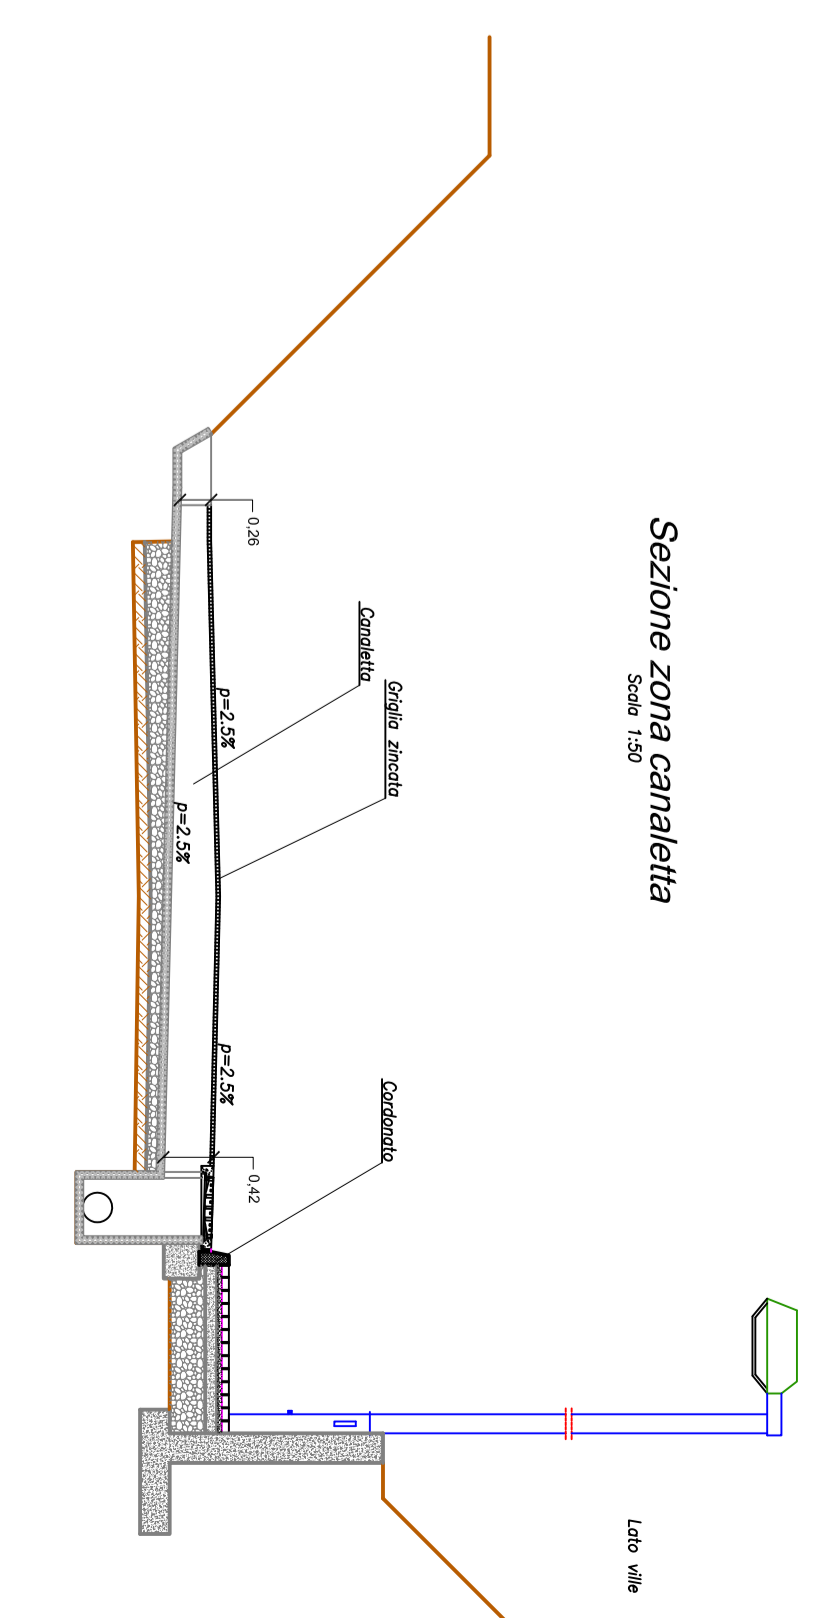 Sezione zona canaletta
Scala 1:50
Canaletta
Griglia zincata
Cordonato
0,26
p=2.5%
p=2.5%
p=2.5%
0,42
Lato ville